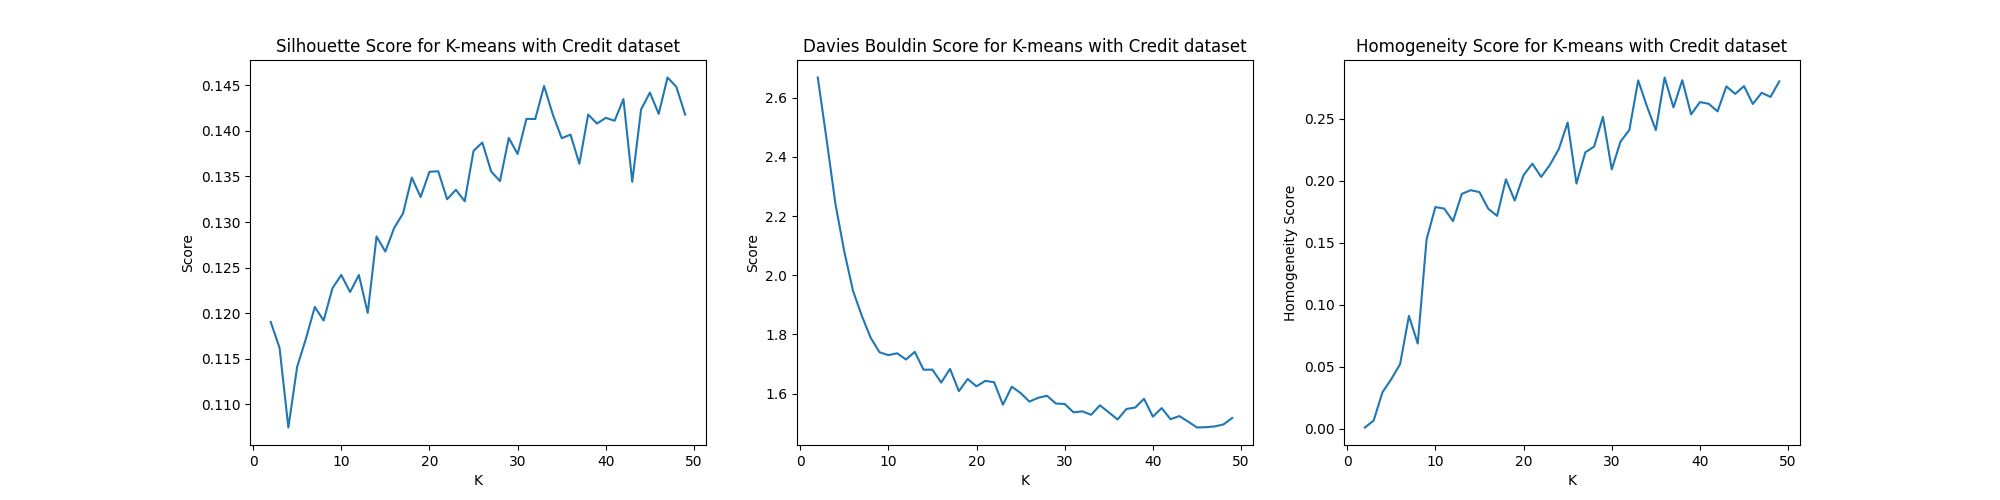 Silhouette Score for K-means with Credit dataset
Score
0.145
0.140
0.135
0.130
0.125
0.120
0.115
0.110
0 10 20 30 40 50
K
Davies Bouldin Score for K-means with Credit dataset
Score
2.6
2.4
2.2
2.0
1.8
1.6
0 10 20 30 40 50
K
Homogeneity Score for K-means with Credit dataset
Homogeneity Score
0.25
0.20
0.15
0.10
0.05
0.00
0 10 20 30 40 50
K